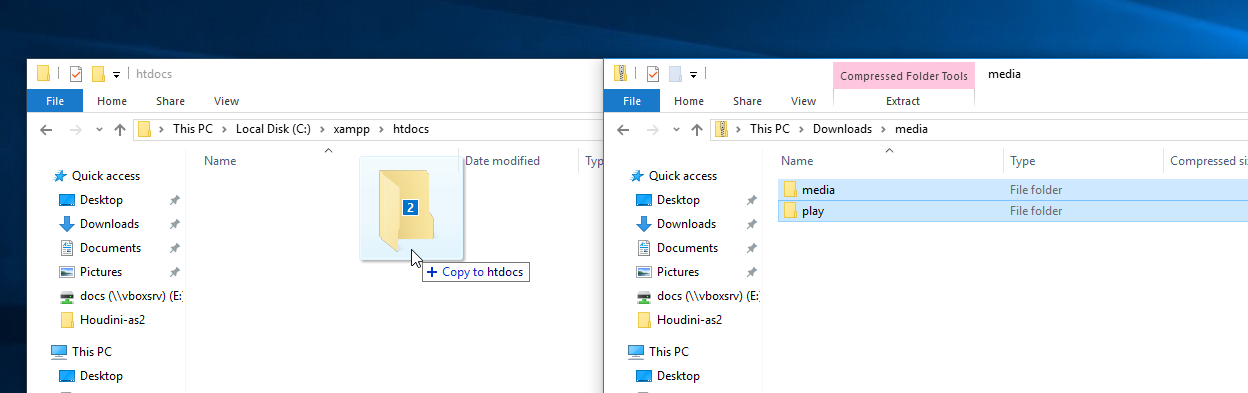 htdocs
File Home Share View
This PC Local Disk (C:) xampp htdocs
Name Date modified Typ
Quick access
Desktop
Downloads
Documents
Pictures
docs (\\vboxsrv) (E:
Houdini-as2
This PC
Desktop
2
+ Copy to htdocs
Compressed Folder Tools media
File Home Share View Extract
This PC Downloads media
Name Type Compressed si
Quick access
Desktop
Downloads
Documents
Pictures
docs (\\vboxsrv) (E:
Houdini-as2
This PC
Desktop
media File folder
play File folder